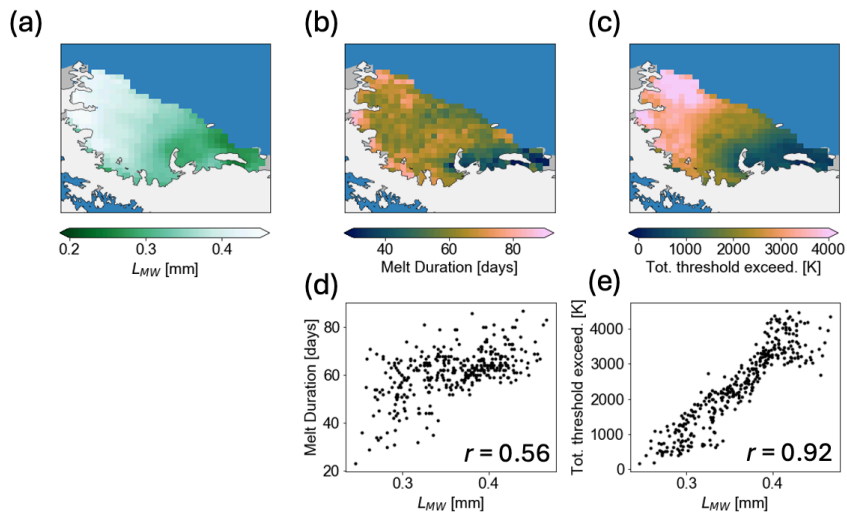 (a)
(b)
(c)
0.2 0.3 0.4
L_MW [mm]
40 60 80
Melt Duration [days]
0 1000 2000 3000 4000
Tot. threshold exceed. [K]
(d)
(e)
Melt Duration [days]
80
60
40
20
r = 0.56
0.3 0.4
L_MW [mm]
Tot. threshold exceed. [K]
4000
3000
2000
1000
0
r = 0.92
0.3 0.4
L_MW [mm]